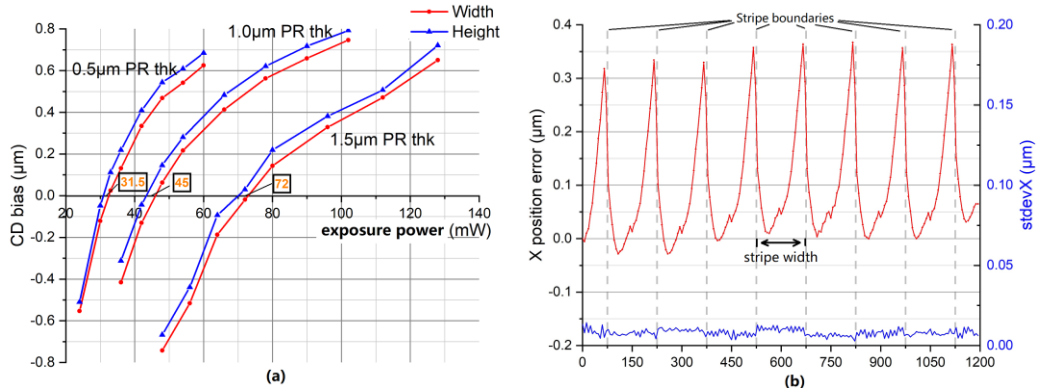 Width
Height
1.0μm PR thk
0.5μm PR thk
1.5μm PR thk
31.5
45
72
CD bias (μm)
0.8
0.6
0.4
0.2
0.0
-0.2
-0.4
-0.6
-0.8
20 40 60 80 100 120 140
exposure power (mW)
(a)
Stripe boundaries
stripe width
X position error (μm)
0.4
0.3
0.2
0.1
0.0
-0.1
-0.2
0 150 300 450 600 750 900 1050 1200
0.20
0.15
0.10
0.05
0.00
stdevX (μm)
(b)